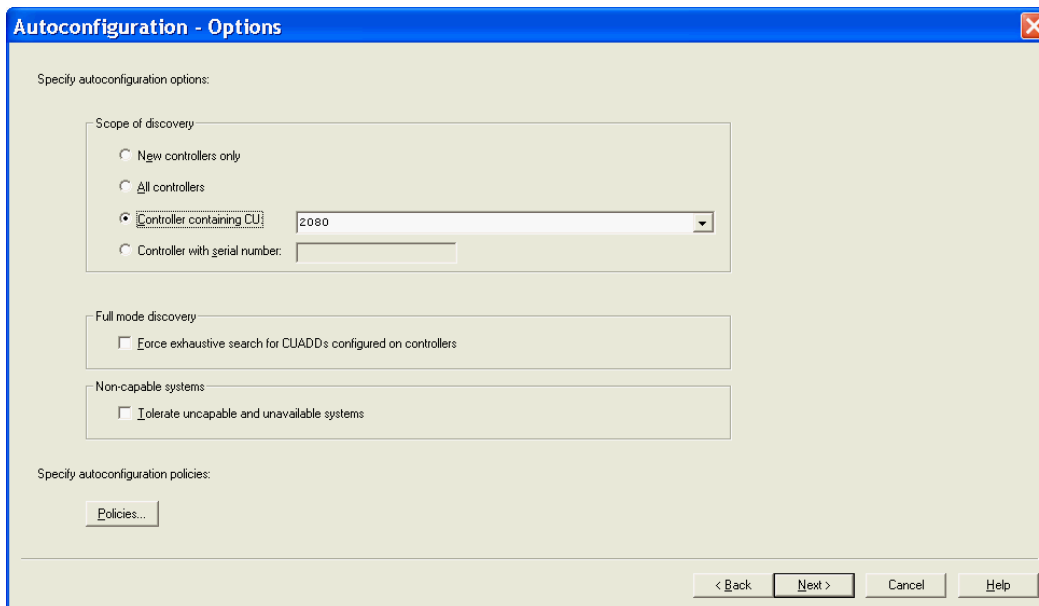 Autoconfiguration - Options
Specify autoconfiguration options:
Scope of discovery
New controllers only
All controllers
Controller containing CU: 2080
Controller with serial number:
Full mode discovery
Force exhaustive search for CUADDs configured on controllers
Non-capable systems
Tolerate uncapable and unavailable systems
Specify autoconfiguration policies:
Policies...
< Back Next > Cancel Help